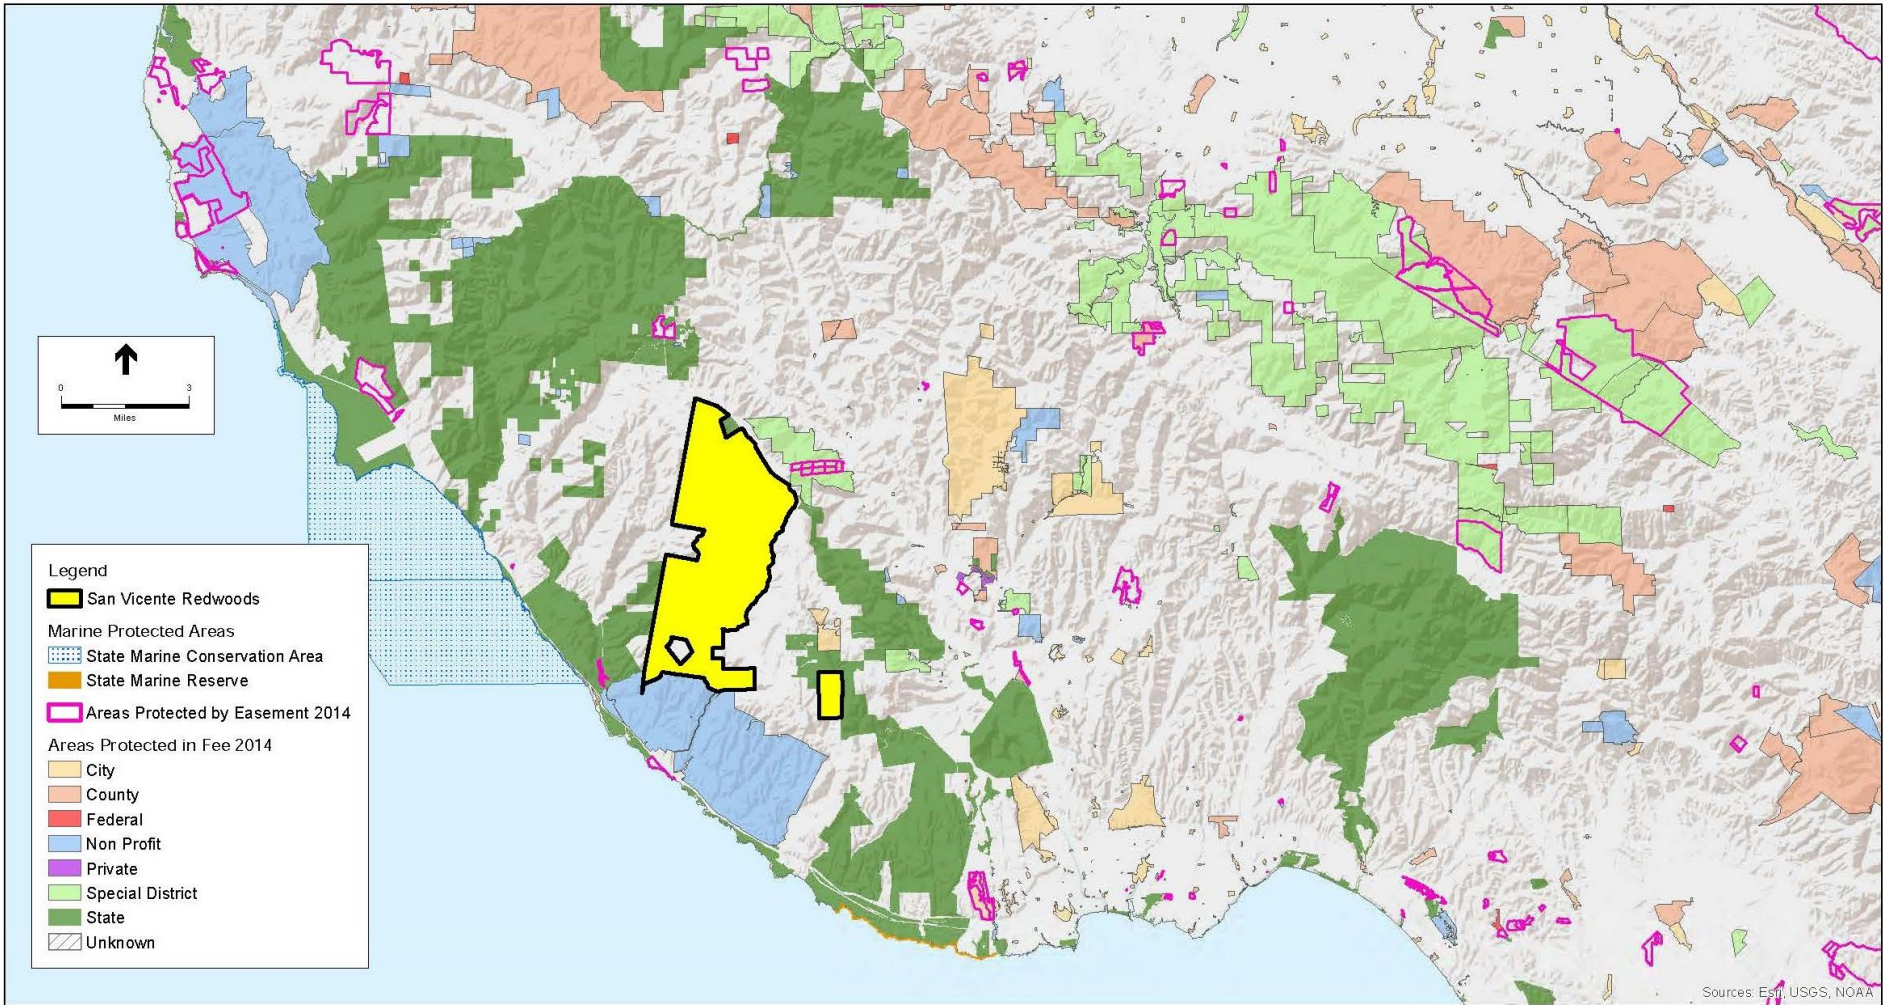 0 3
Miles
Legend
San Vicente Redwoods
Marine Protected Areas
State Marine Conservation Area
State Marine Reserve
Areas Protected by Easement 2014
Areas Protected in Fee 2014
City
County
Federal
Non Profit
Private
Special District
State
Unknown
Sources: Esri, USGS, NOAA